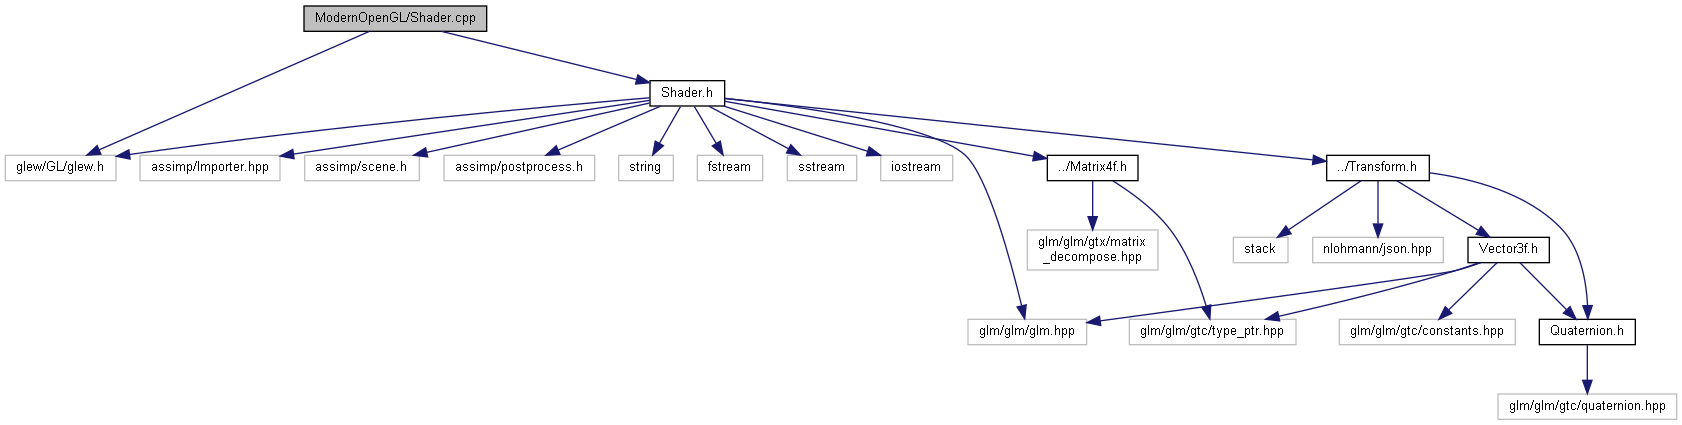 ModernOpenGL/Shader.cpp
Shader.h
glew/GL/glew.h
assimp/Importer.hpp
assimp/scene.h
assimp/postprocess.h
string
fstream
sstream
iostream
../Matrix4f.h
../Transform.h
glm/glm/gtx/matrix
_decompose.hpp
stack
nlohmann/json.hpp
Vector3f.h
glm/glm/glm.hpp
glm/glm/gtc/type_ptr.hpp
glm/glm/gtc/constants.hpp
Quaternion.h
glm/glm/gtc/quaternion.hpp